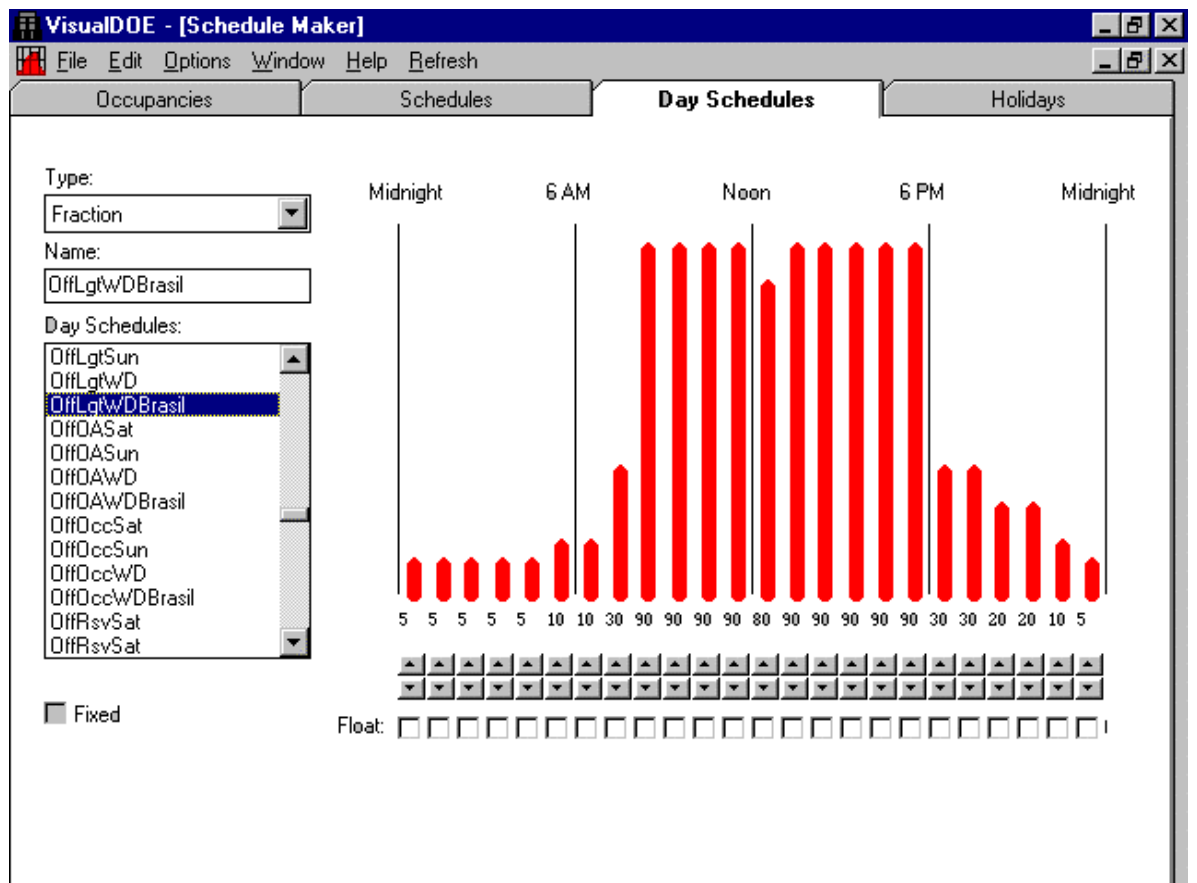 VisualDOE - [Schedule Maker]
File Edit Options Window Help Refresh
Occupancies Schedules Day Schedules Holidays
Type:
Fraction
Name:
OffLgtWDBrasil
Day Schedules:
OffLgtSun
OffLgtWD
OffLgtWDBrasil
OffOASat
OffOASun
OffOAWD
OffOAWDBrasil
OffOccSat
OffOccSun
OffOccWD
OffOccWDBrasil
OffRsvSat
OffRsvSat
Fixed
Midnight 6 AM Noon 6 PM Midnight
5 5 5 5 5 10 10 30 90 90 90 90 80 90 90 90 90 90 30 30 20 20 10 5
Float: